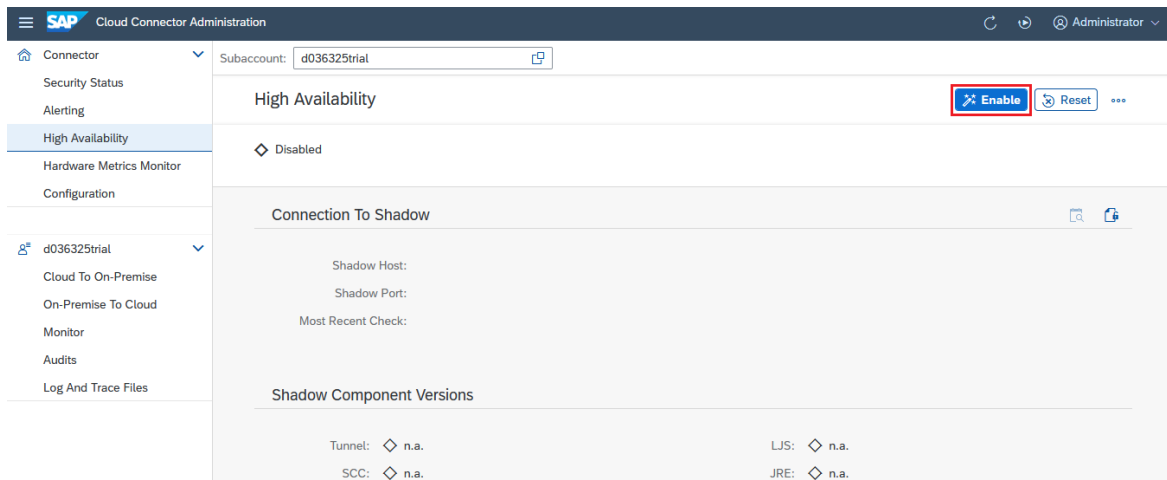 SAP Cloud Connector Administration
Administrator
Connector
Security Status
Alerting
High Availability
Hardware Metrics Monitor
Configuration
d036325trial
Cloud To On-Premise
On-Premise To Cloud
Monitor
Audits
Log And Trace Files
Subaccount: d036325trial
High Availability
Enable Reset
Disabled
Connection To Shadow
Shadow Host:
Shadow Port:
Most Recent Check:
Shadow Component Versions
Tunnel: n.a. LJS: n.a.
SCC: n.a. JRE: n.a.